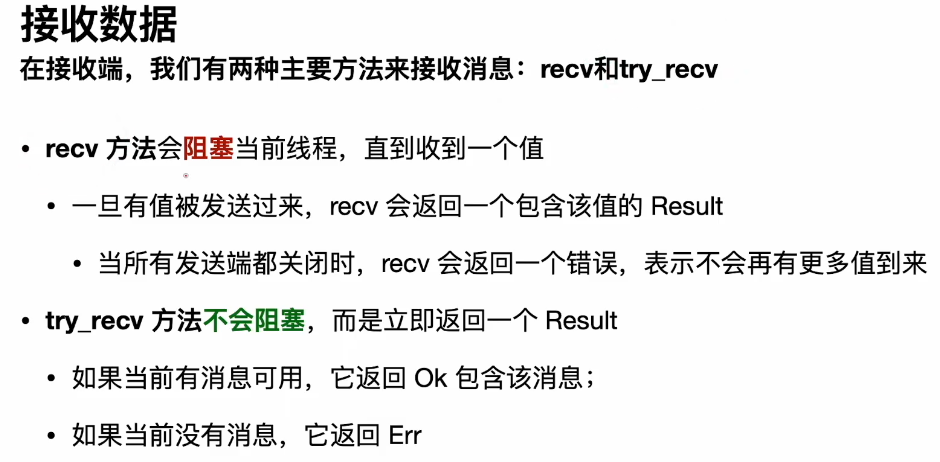 接收数据
在接收端，我们有两种主要方法来接收消息：recv和try_recv
• recv 方法会阻塞当前线程，直到收到一个值
• 一旦有值被发送过来，recv 会返回一个包含该值的 Result
• 当所有发送端都关闭时，recv 会返回一个错误，表示不会再有更多值到来
• try_recv 方法不会阻塞，而是立即返回一个 Result
• 如果当前有消息可用，它返回 Ok 包含该消息；
• 如果当前没有消息，它返回 Err